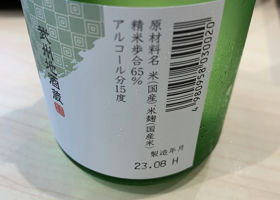 原材料名 米(国産)・米麹(国産米)
精米歩合65%
アルコール分15度
4980958030020
製造年月
23.08 H